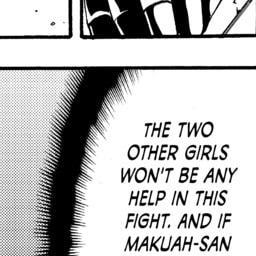 THE TWO
OTHER GIRLS
WON'T BE ANY
HELP IN THIS
FIGHT. AND IF
MAKUAH-SAN